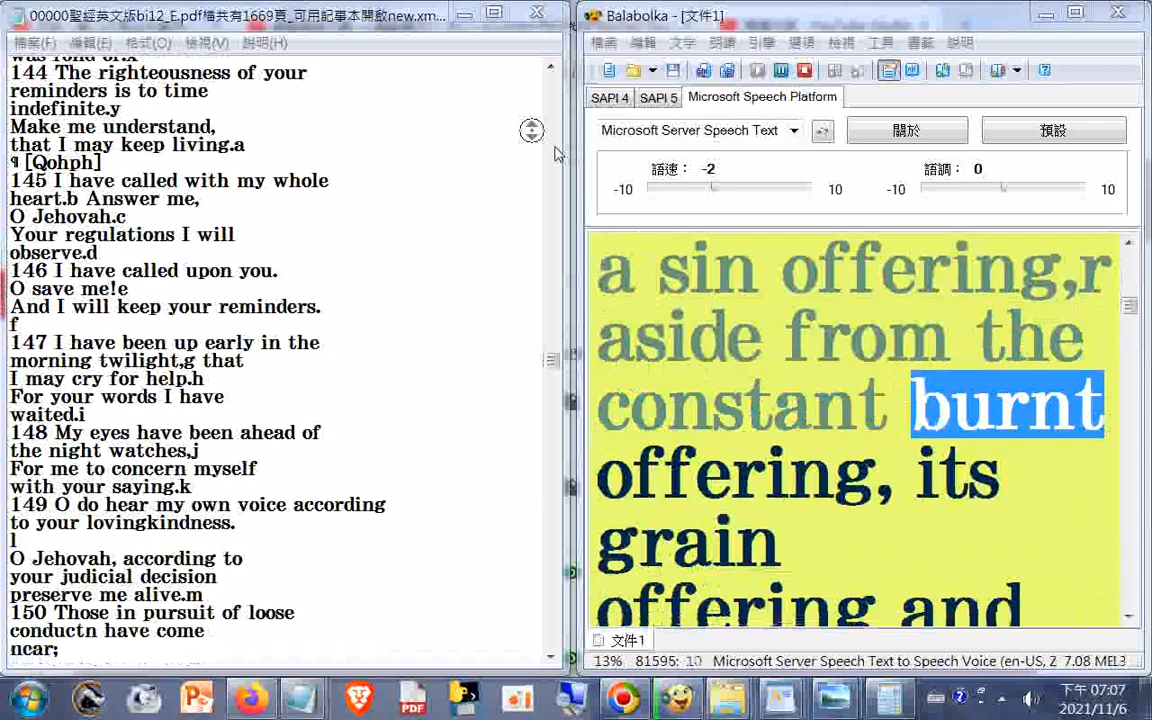 00000聖經英文版bi12_E.pdf檔共有1669頁_可用記事本開啟new.xm...
檔案(F) 編輯(E) 格式(O) 檢視(V) 說明(H)
was fond of.x
144 The righteousness of your
reminders is to time
indefinite.y
Make me understand,
that I may keep living.a
¶ [Qohph]
145 I have called with my whole
heart.b Answer me,
O Jehovah.c
Your regulations I will
observe.d
146 I have called upon you.
O save me!e
And I will keep your reminders.
f
147 I have been up early in the
morning twilight,g that
I may cry for help.h
For your words I have
waited.i
148 My eyes have been ahead of
the night watches,j
For me to concern myself
with your saying.k
149 O do hear my own voice according
to your lovingkindness.
l
O Jehovah, according to
your judicial decision
preserve me alive.m
150 Those in pursuit of loose
conductn have come
near;
Balabolka - [文件1]
檔案 編輯 文字 朗讀 引擎 選項 檢視 工具 書籤 說明
SAPI 4 SAPI 5 Microsoft Speech Platform
Microsoft Server Speech Text 關於 預設
語速： -2 語調： 0
-10 10 -10 10
a sin offering,r
aside from the
constant burnt
offering, its
grain
offering and
文件1
13% 81595: 10 Microsoft Server Speech Text to Speech Voice (en-US, Z 7.08 МБ
PDF
下午 07:07
2021/11/6